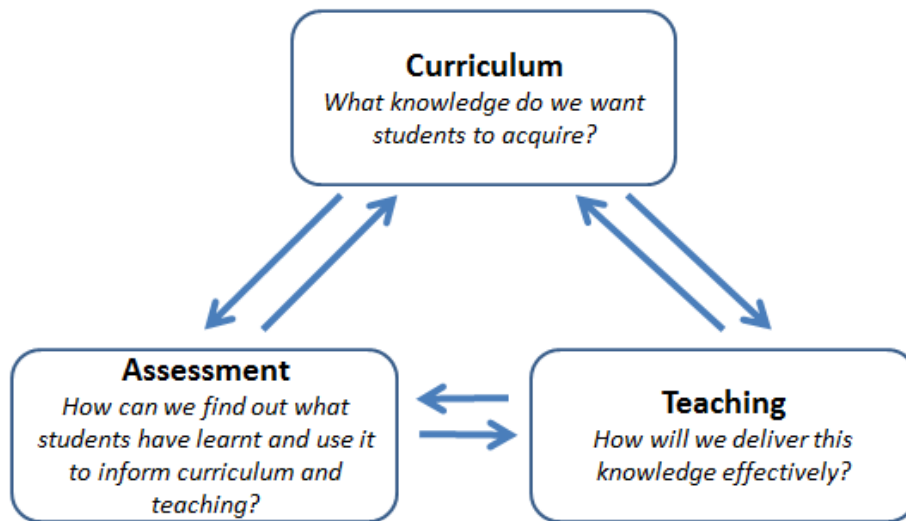 Curriculum
What knowledge do we want
students to acquire?
Assessment
How can we find out what
students have learnt and use it
to inform curriculum and
teaching?
Teaching
How will we deliver this
knowledge effectively?